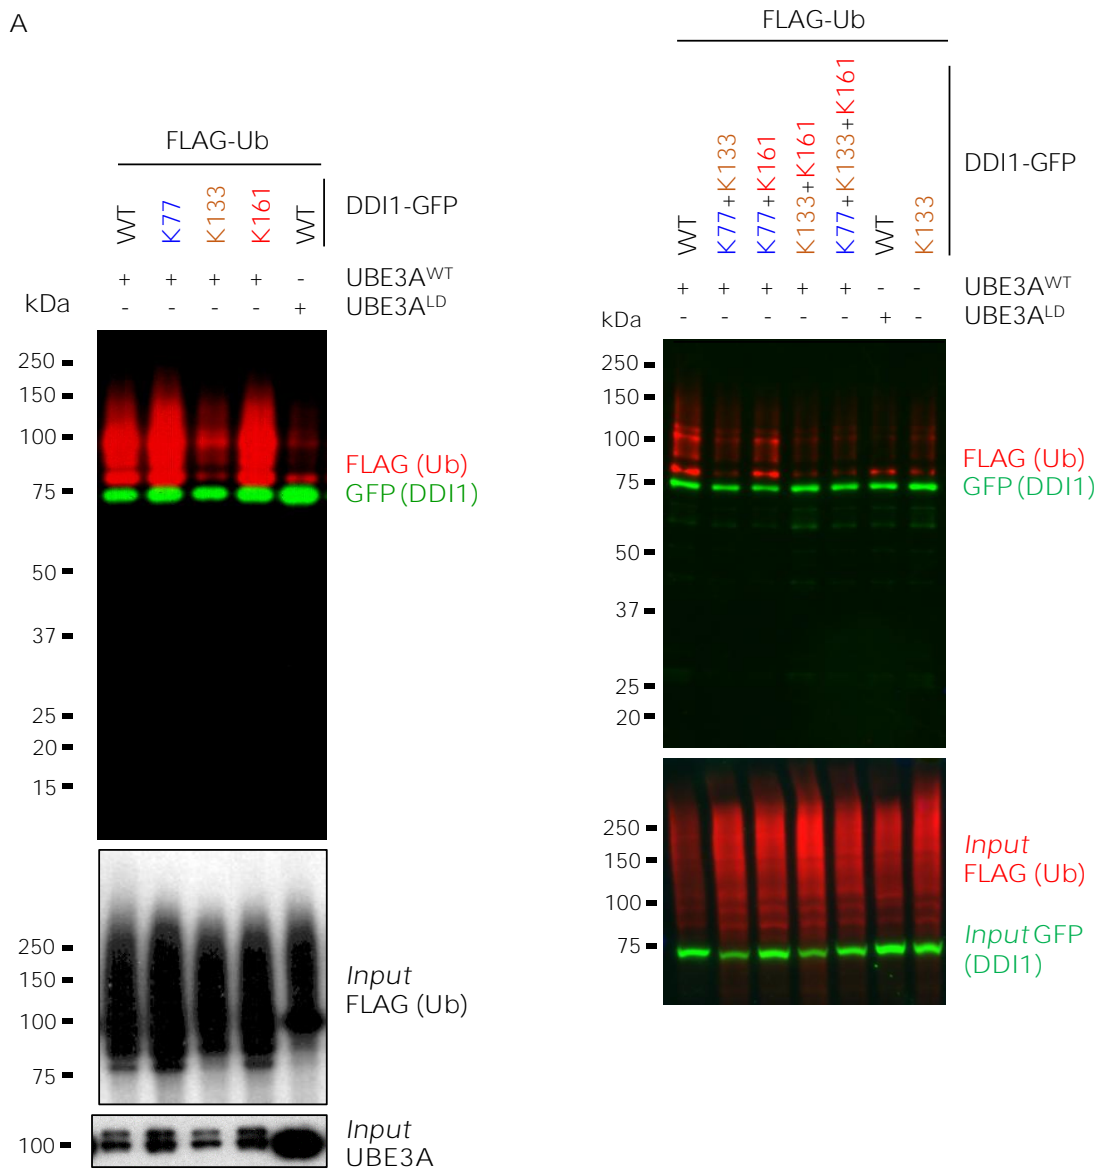 A
FLAG-Ub
WT
K77
K133
K161
WT
DDI1-GFP
+ + + + - UBE3A^WT
- - - - + UBE3A^LD
kDa
250
150
100
75
50
37
25
20
15
FLAG (Ub)
GFP (DDI1)
250
150
100
75
Input
FLAG (Ub)
100
Input
UBE3A
FLAG-Ub
WT
K77+K133
K77+K161
K133+K161
K77+K133+K161
WT
K133
DDI1-GFP
+ + + + + - - UBE3A^WT
- - - - - + - UBE3A^LD
kDa
250
150
100
75
50
37
25
20
FLAG (Ub)
GFP (DDI1)
250
150
100
75
Input
FLAG (Ub)
Input GFP
(DDI1)